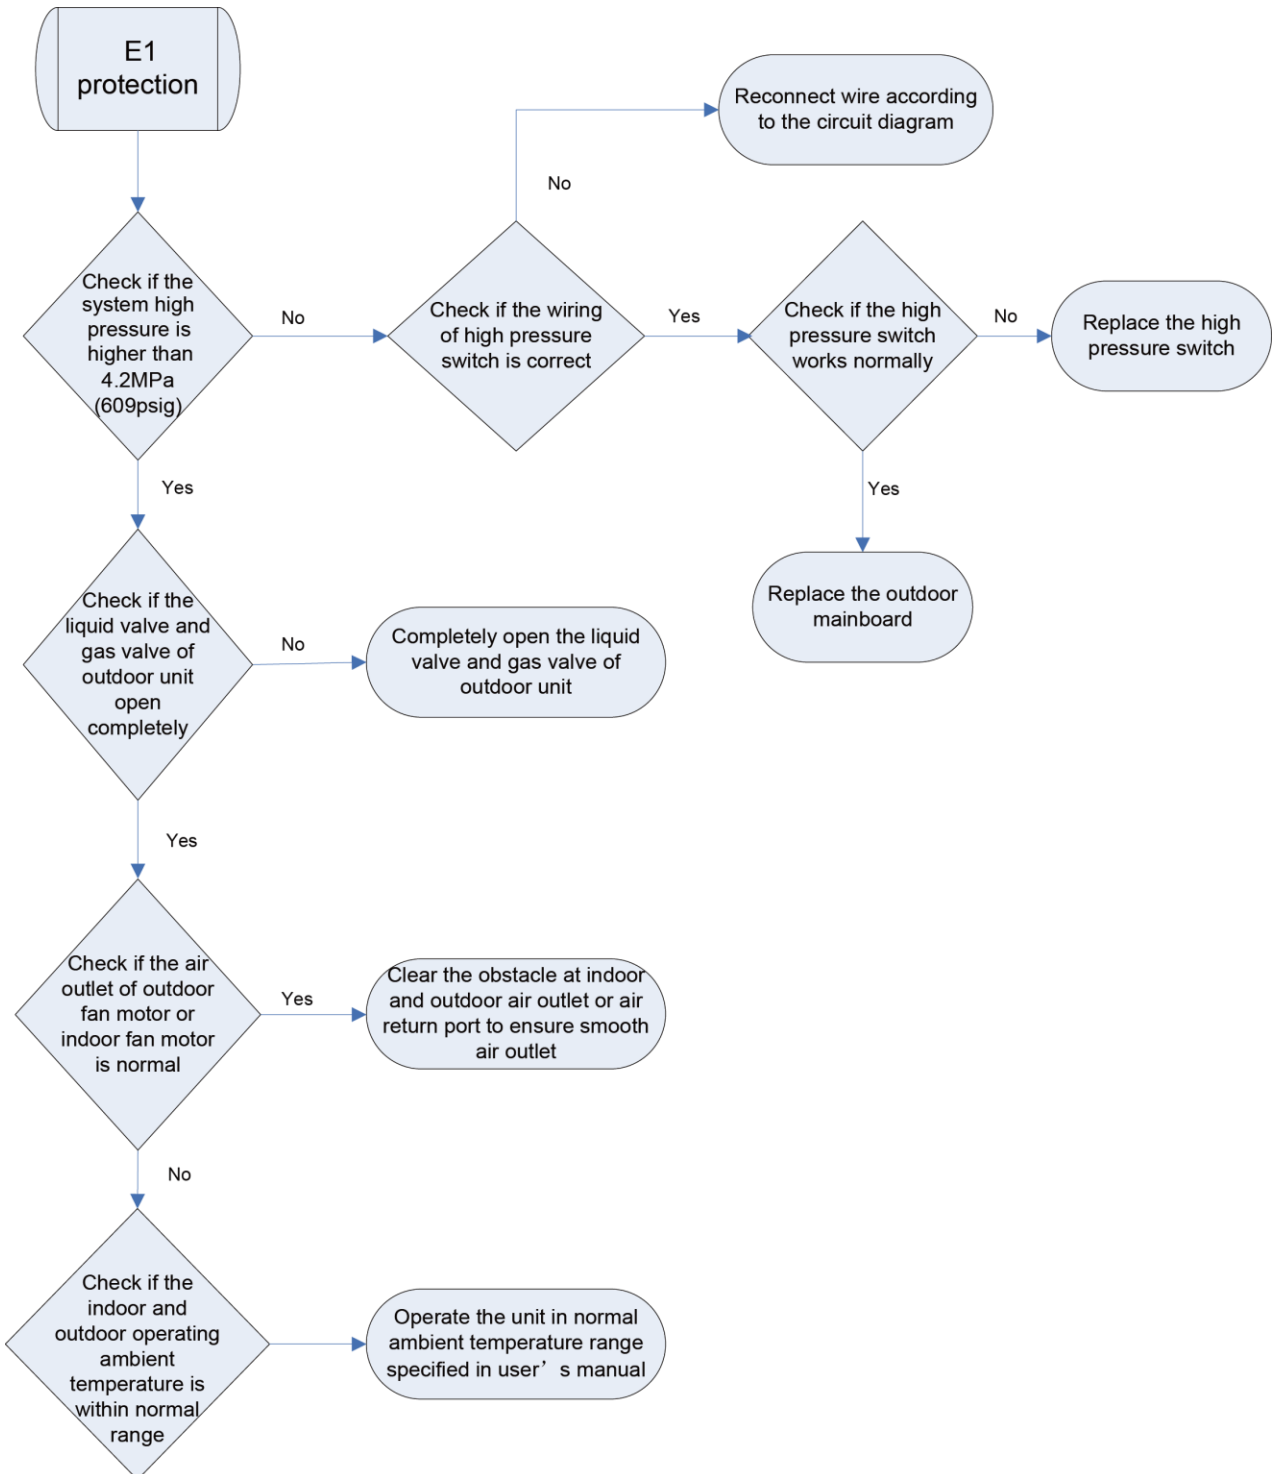 E1
protection
Reconnect wire according
to the circuit diagram
No
Check if the
system high
pressure is
higher than
4.2MPa
(609psig)
No
Check if the wiring
of high pressure
switch is correct
Yes
Check if the high
pressure switch
works normally
No
Replace the high
pressure switch
Yes
Yes
Replace the outdoor
mainboard
Check if the
liquid valve and
gas valve of
outdoor unit
open
completely
No
Completely open the liquid
valve and gas valve of
outdoor unit
Yes
Check if the air
outlet of outdoor
fan motor or
indoor fan motor
is normal
Yes
Clear the obstacle at indoor
and outdoor air outlet or air
return port to ensure smooth
air outlet
No
Check if the
indoor and
outdoor operating
ambient
temperature is
within normal
range
Operate the unit in normal
ambient temperature range
specified in user’ s manual